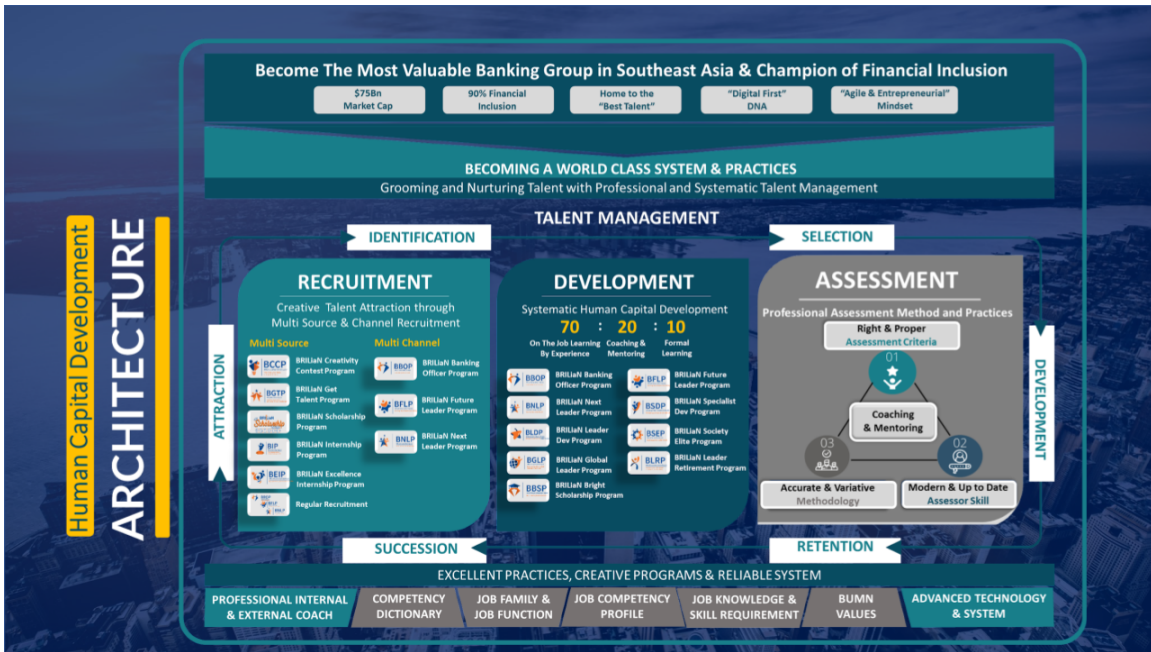 Human Capital Development
ARCHITECTURE
Become The Most Valuable Banking Group in Southeast Asia & Champion of Financial Inclusion
$75Bn
Market Cap
90% Financial
Inclusion
Home to the
"Best Talent"
"Digital First"
DNA
"Agile & Entrepreneurial"
Mindset
BECOMING A WORLD CLASS SYSTEM & PRACTICES
Grooming and Nurturing Talent with Professional and Systematic Talent Management
TALENT MANAGEMENT
IDENTIFICATION
SELECTION
ATTRACTION
DEVELOPMENT
SUCCESSION
RETENTION
RECRUITMENT
Creative Talent Attraction through
Multi Source & Channel Recruitment
Multi Source
BCCP
BRILiaN Creativity
Contest Program
BGTP
BRILiaN Get
Talent Program
BRILiaN Scholarship
Program
BIP
BRILiaN Internship
Program
BEIP
BRILiaN Excellence
Internship Program
Regular Recruitment
Multi Channel
BBOP
BRILiaN Banking
Officer Program
BFLP
BRILiaN Future
Leader Program
BNLP
BRILiaN Next
Leader Program
DEVELOPMENT
Systematic Human Capital Development
70 : 20 : 10
On The Job Learning
By Experience
Coaching &
Mentoring
Formal
Learning
BBOP
BRILiaN Banking
Officer Program
BNLP
BRILiaN Next
Leader Program
BLDP
BRILiaN Leader
Dev Program
BGLP
BRILiaN Global
Leader Program
BBSP
BRILiaN Bright
Scholarship Program
BFLP
BRILiaN Future
Leader Program
BSDP
BRILiaN Specialist
Dev Program
BSEP
BRILiaN Society
Elite Program
BLRP
BRILiaN Leader
Retirement Program
ASSESSMENT
Professional Assessment Method and Practices
Right & Proper
Assessment Criteria
01
Coaching
& Mentoring
03
02
Accurate & Variative
Methodology
Modern & Up to Date
Assessor Skill
EXCELLENT PRACTICES, CREATIVE PROGRAMS & RELIABLE SYSTEM
PROFESSIONAL INTERNAL
& EXTERNAL COACH
COMPETENCY
DICTIONARY
JOB FAMILY &
JOB FUNCTION
JOB COMPETENCY
PROFILE
JOB KNOWLEDGE &
SKILL REQUIREMENT
BUMN
VALUES
ADVANCED TECHNOLOGY
& SYSTEM